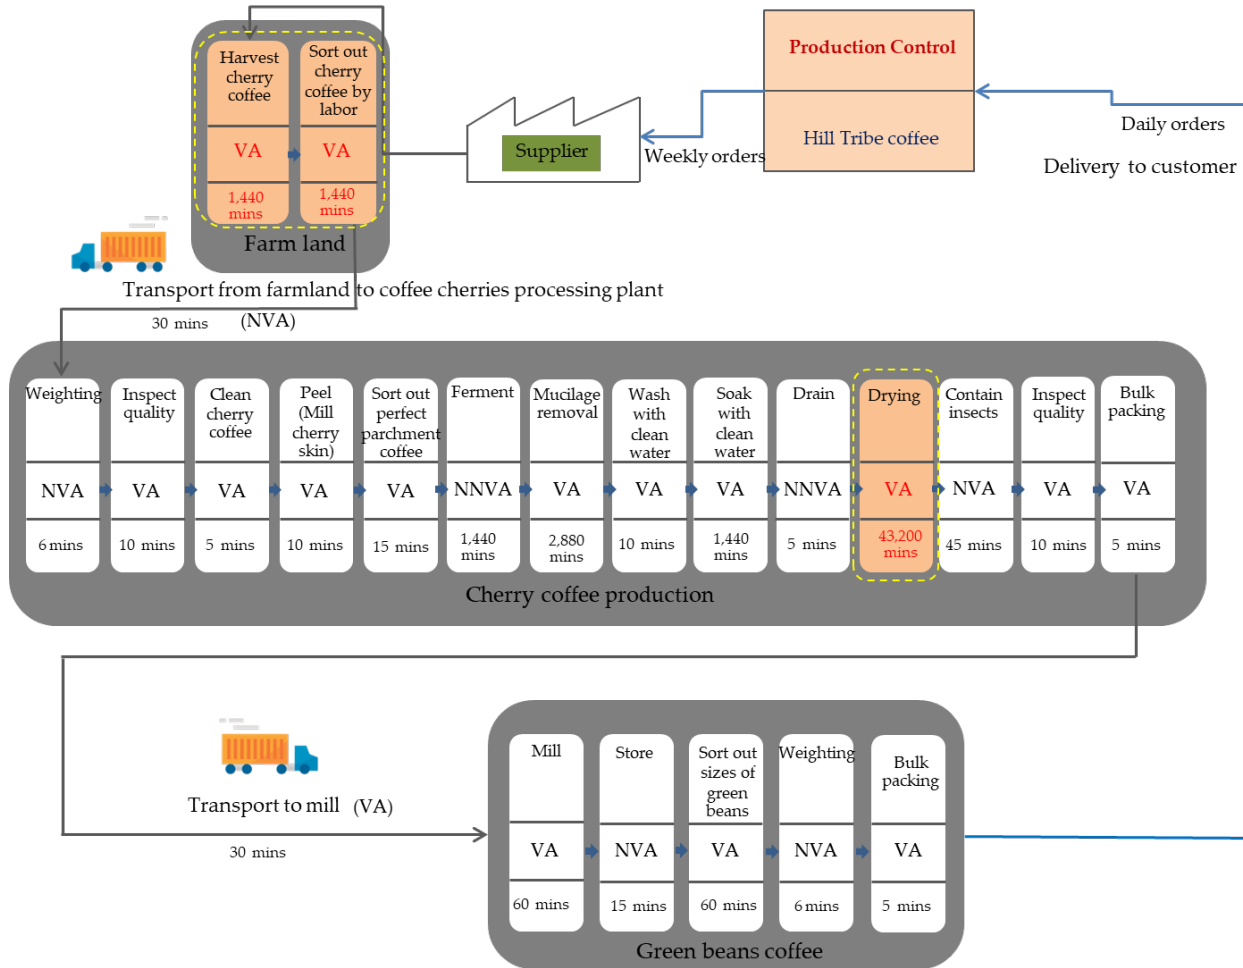 Harvest
cherry
coffee
VA
1,440
mins
Sort out
cherry
coffee by
labor
VA
1,440
mins
Farm land
Supplier
Weekly orders
Production Control
Hill Tribe coffee
Daily orders
Delivery to customer
Transport from farmland to coffee cherries processing plant
30 mins
(NVA)
Weighting
NVA
6 mins
Inspect
quality
VA
10 mins
Clean
cherry
coffee
VA
5 mins
Peel
(Mill
cherry
skin)
VA
10 mins
Sort out
perfect
parchment
coffee
VA
15 mins
Ferment
NNVA
1,440
mins
Mucilage
removal
VA
2,880
mins
Wash
with
clean
water
VA
10 mins
Soak with
clean
water
VA
1,440
mins
Drain
NNVA
5 mins
Drying
VA
43,200
mins
Contain
insects
NVA
45 mins
Inspect
quality
VA
10 mins
Bulk
packing
VA
5 mins
Cherry coffee production
Transport to mill (VA)
30 mins
Mill
VA
60 mins
Store
NVA
15 mins
Sort out
sizes of
green
beans
VA
60 mins
Weighting
NVA
6 mins
Bulk
packing
VA
5 mins
Green beans coffee